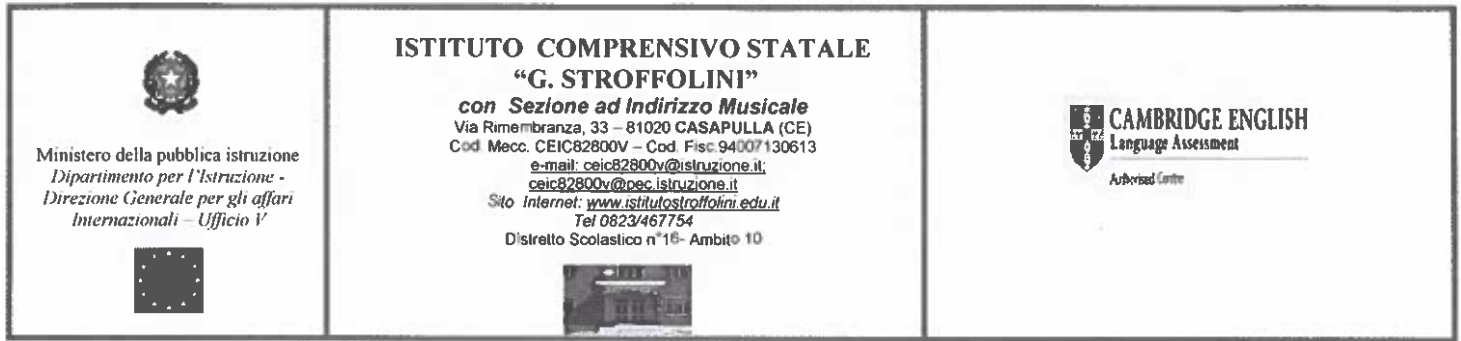 Ministero della pubblica istruzione
Dipartimento per l'Istruzione -
Direzione Generale per gli affari
Internazionali – Ufficio V
ISTITUTO COMPRENSIVO STATALE
"G. STROFFOLINI"
con Sezione ad Indirizzo Musicale
Via Rimembranza, 33 – 81020 CASAPULLA (CE)
Cod. Mecc. CEIC82800V – Cod. Fisc.94007130613
e-mail: ceic82800v@istruzione.it;
ceic82800v@pec.istruzione.it
Sito Internet: www.istitutostroffolini.edu.it
Tel 0823/467754
Distretto Scolastico n°16- Ambito 10
CAMBRIDGE ENGLISH
Language Assessment
Authorised Centre